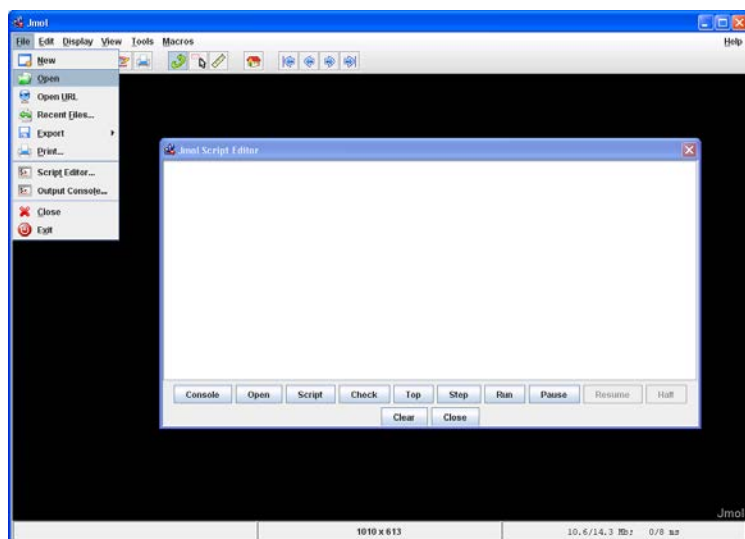 Jmol
File Edit Display View Tools Macros Help
New
Open
Open URL
Recent Files...
Export
Print...
Script Editor...
Output Console...
Close
Exit
Jmol Script Editor
Console Open Script Check Top Step Run Pause Resume Halt
Clear Close
Jmol
1010 x 613 10.6/14.3 Mb; 0/8 ms